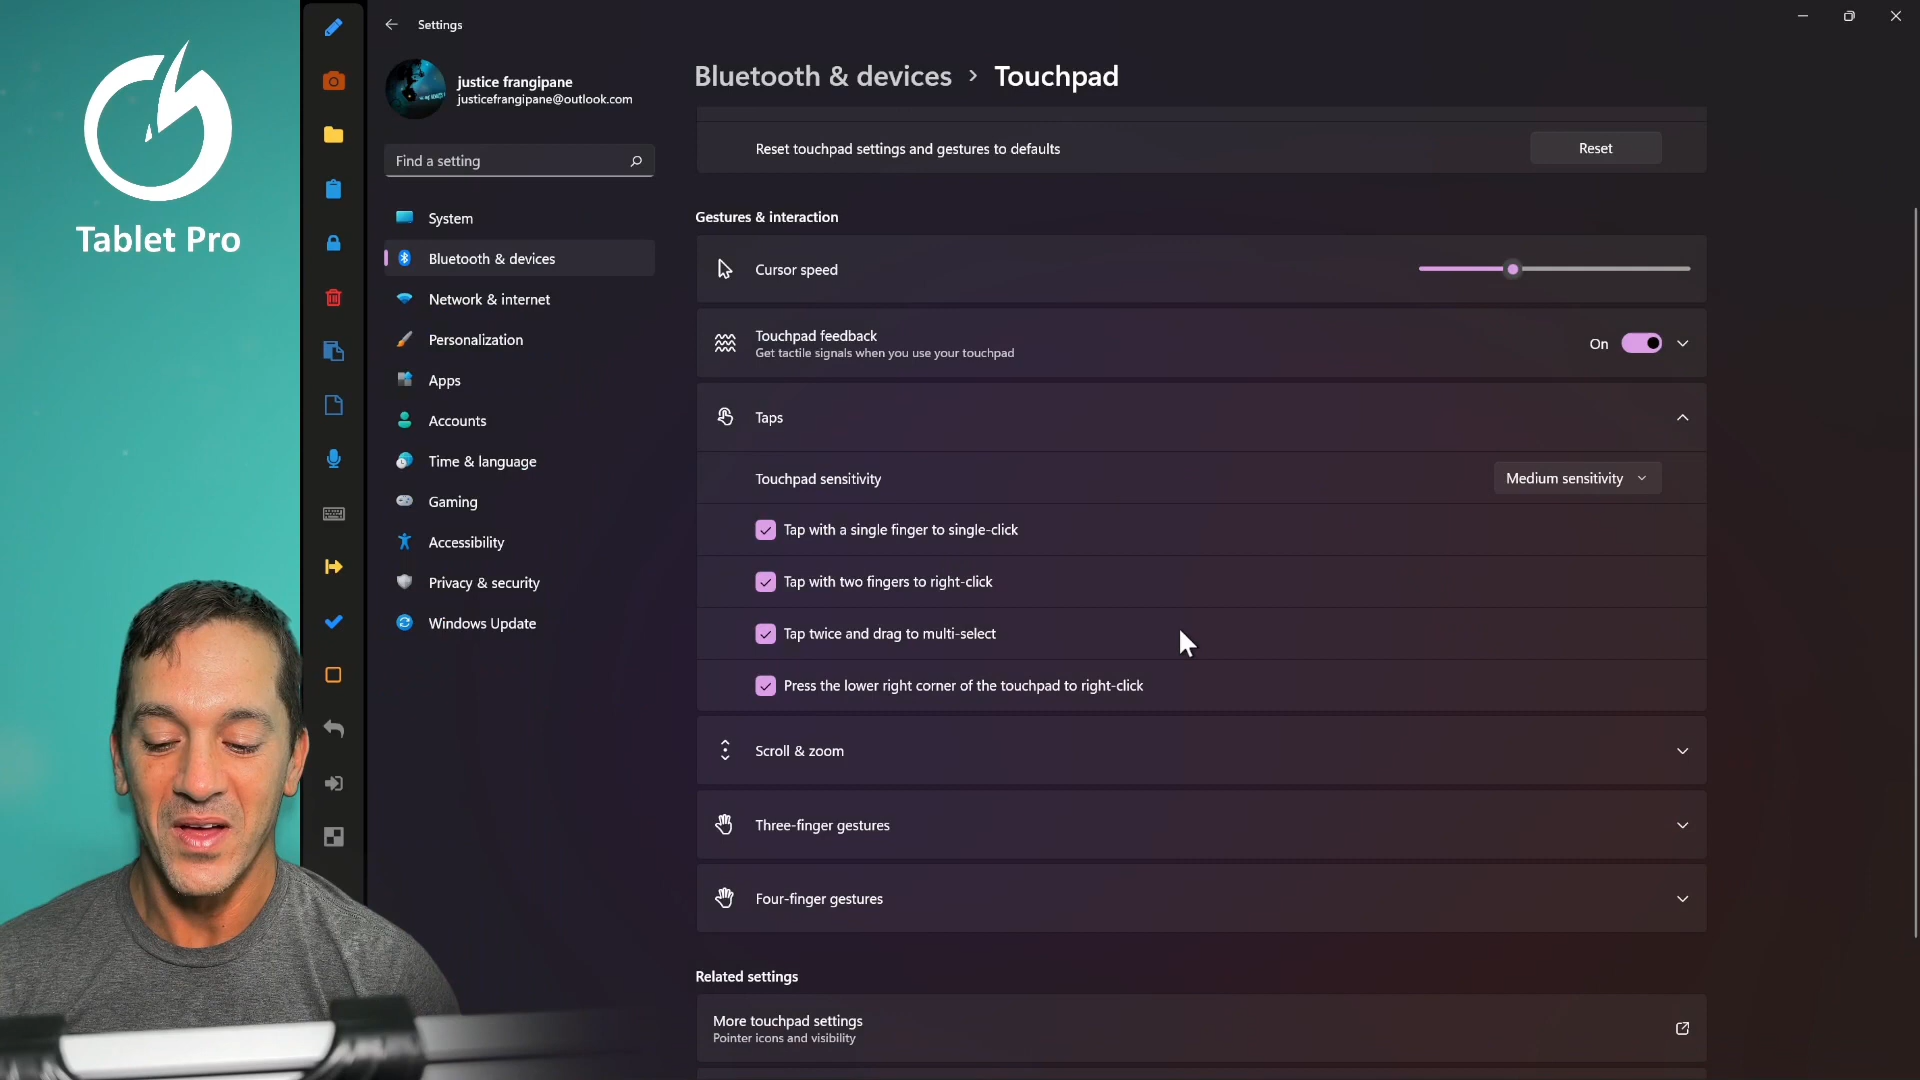 Tablet Pro
Settings
justice frangipane
justicefrangipane@outlook.com
Find a setting
System
Bluetooth & devices
Network & internet
Personalization
Apps
Accounts
Time & language
Gaming
Accessibility
Privacy & security
Windows Update
Bluetooth & devices > Touchpad
Reset touchpad settings and gestures to defaults
Reset
Gestures & interaction
Cursor speed
Touchpad feedback
Get tactile signals when you use your touchpad
On
Taps
Touchpad sensitivity
Medium sensitivity
Tap with a single finger to single-click
Tap with two fingers to right-click
Tap twice and drag to multi-select
Press the lower right corner of the touchpad to right-click
Scroll & zoom
Three-finger gestures
Four-finger gestures
Related settings
More touchpad settings
Pointer icons and visibility